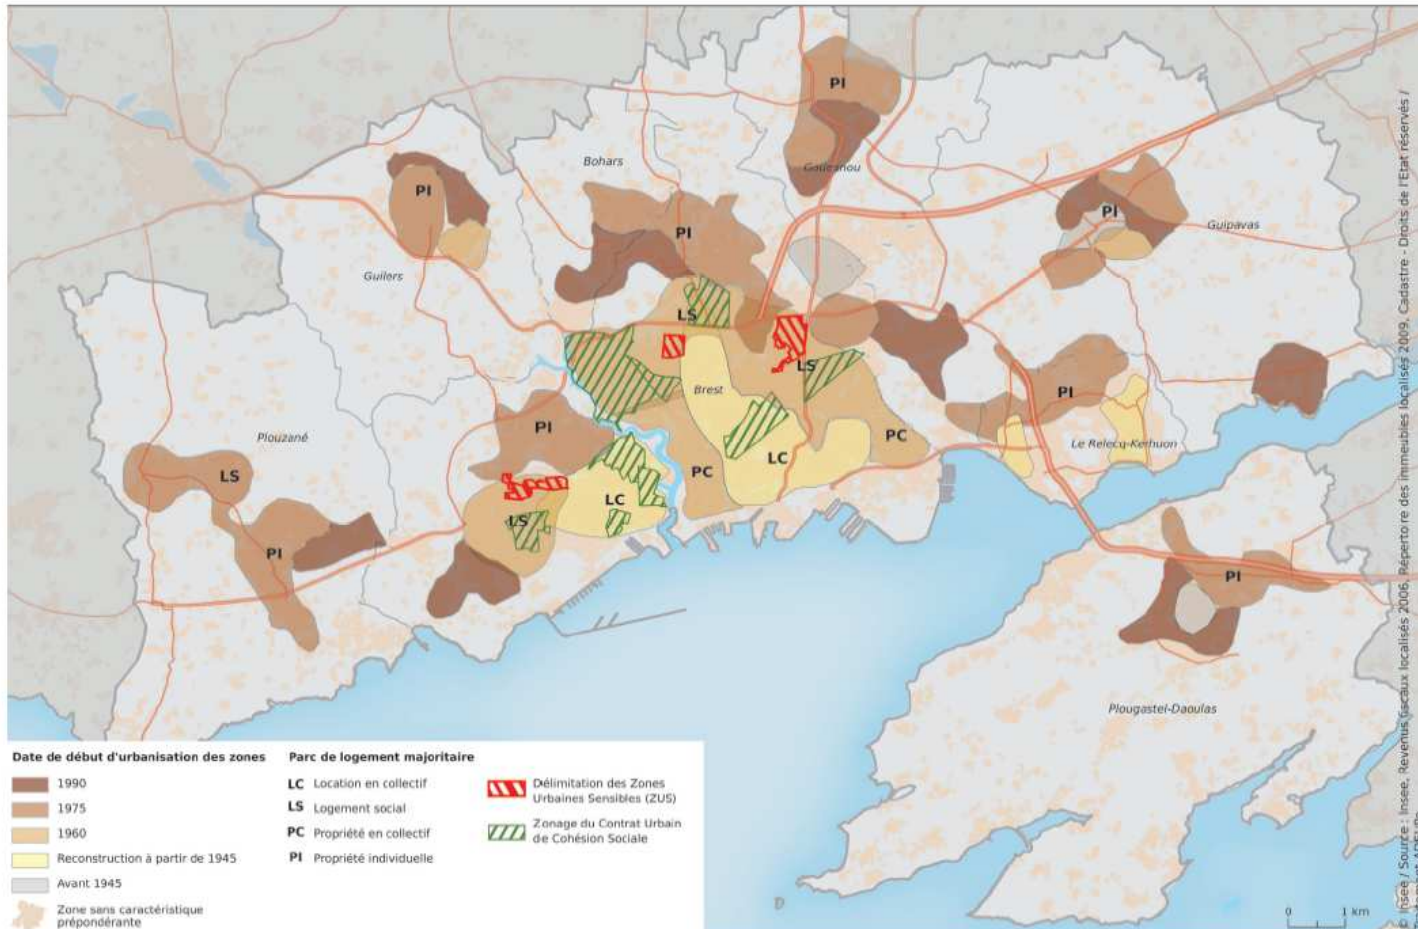 PI
Bohars
Gouesnou
PI
PI
Guipavas
PI
Guilers
LS
LS
Brest
PI
Le Relecq-Kerhuon
PI
PC
Plouzané
LC
PC
LS
LC
LS
PI
PI
Plougastel-Daoulas
Date de début d'urbanisation des zones
1990
1975
1960
Reconstruction à partir de 1945
Avant 1945
Zone sans caractéristique
prépondérante
Parc de logement majoritaire
LC Location en collectif
LS Logement social
PC Propriété en collectif
PI Propriété individuelle
Délimitation des Zones
Urbaines Sensibles (ZUS)
Zonage du Contrat Urbain
de Cohésion Sociale
0 1 km
© Insee / Source : Insee, Revenus fiscaux localisés 2006, Répertoire des immeubles localisés 2009, Cadastre - Droits de l'Etat réservés /